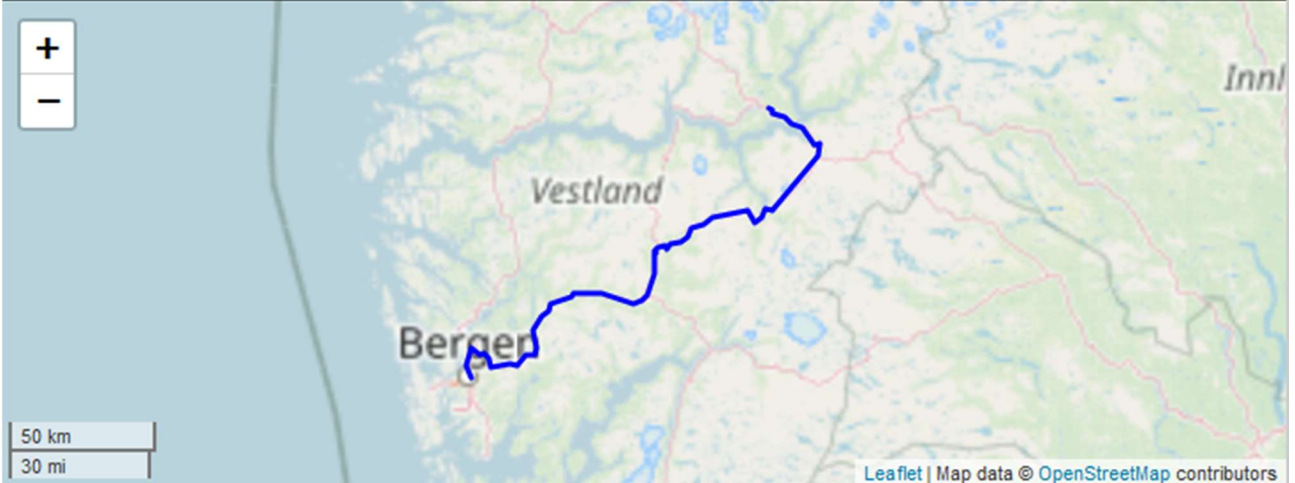 +
−
Innl
Vestland
Bergen
50 km
30 mi
Leaflet | Map data © OpenStreetMap contributors